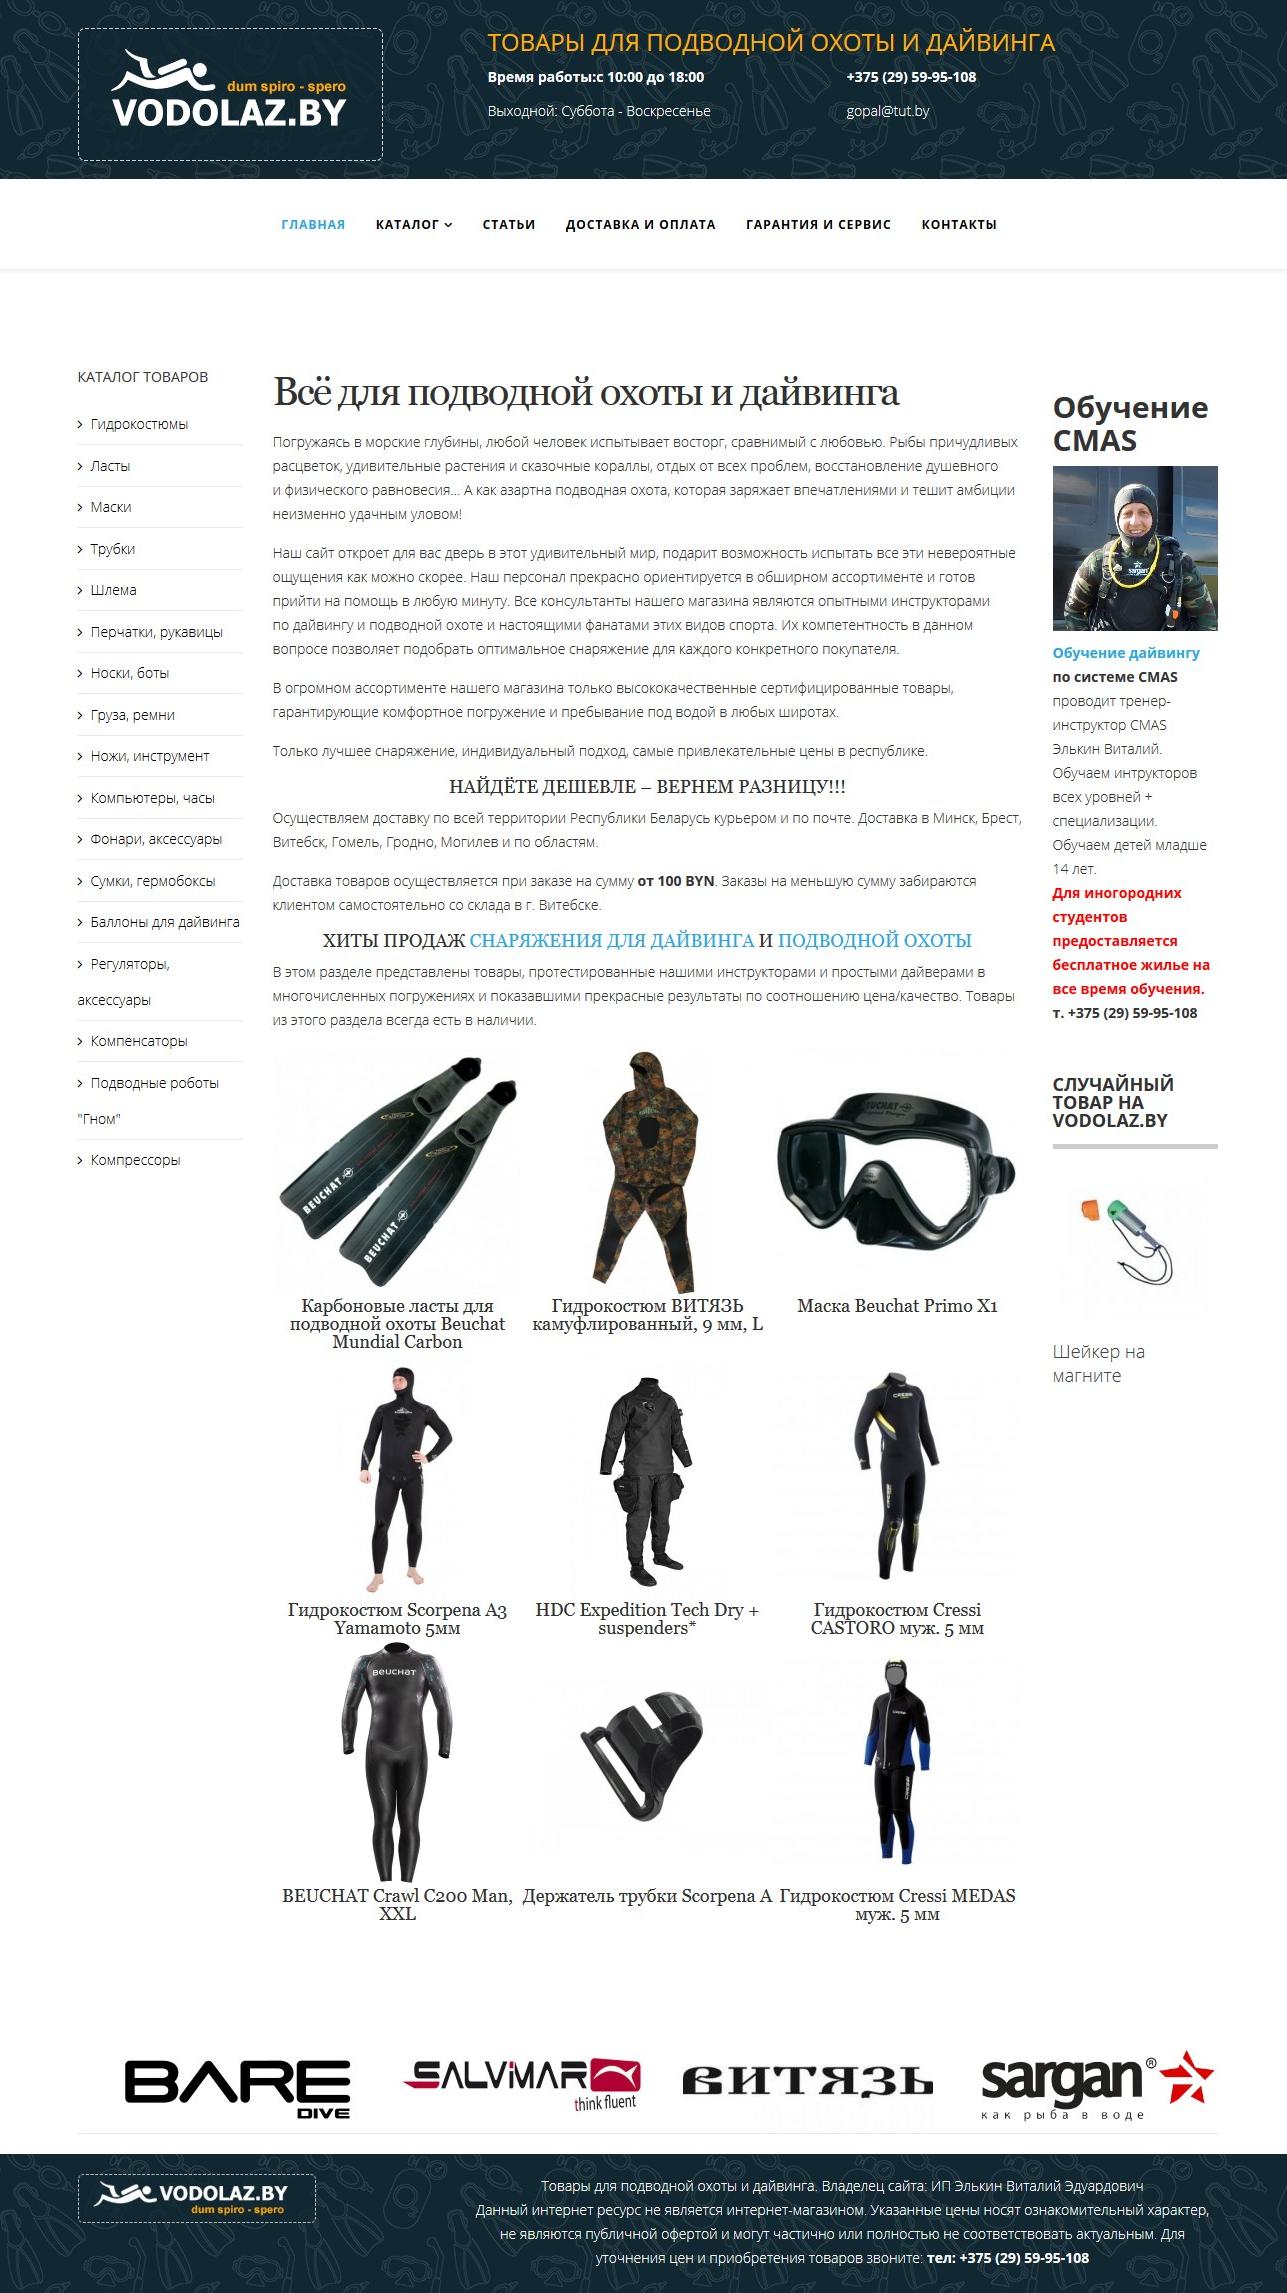 dum spiro - spero
VODOLAZ.BY
ТОВАРЫ ДЛЯ ПОДВОДНОЙ ОХОТЫ И ДАЙВИНГА
Время работы:с 10:00 до 18:00
+375 (29) 59-95-108
Выходной: Суббота - Воскресенье
gopal@tut.by
ГЛАВНАЯ КАТАЛОГ СТАТЬИ ДОСТАВКА И ОПЛАТА ГАРАНТИЯ И СЕРВИС КОНТАКТЫ
КАТАЛОГ ТОВАРОВ
Гидрокостюмы
Ласты
Маски
Трубки
Шлема
Перчатки, рукавицы
Носки, боты
Груза, ремни
Ножи, инструмент
Компьютеры, часы
Фонари, аксессуары
Сумки, гермобоксы
Баллоны для дайвинга
Регуляторы,
аксессуары
Компенсаторы
Подводные роботы
"Гном"
Компрессоры
Всё для подводной охоты и дайвинга
Погружаясь в морские глубины, любой человек испытывает восторг, сравнимый с любовью. Рыбы причудливых
расцветок, удивительные растения и сказочные кораллы, отдых от всех проблем, восстановление душевного
и физического равновесия... А как азартна подводная охота, которая заряжает впечатлениями и тешит амбиции
неизменно удачным уловом!
Наш сайт откроет для вас дверь в этот удивительный мир, подарит возможность испытать все эти невероятные
ощущения как можно скорее. Наш персонал прекрасно ориентируется в обширном ассортименте и готов
прийти на помощь в любую минуту. Все консультанты нашего магазина являются опытными инструкторами
по дайвингу и подводной охоте и настоящими фанатами этих видов спорта. Их компетентность в данном
вопросе позволяет подобрать оптимальное снаряжение для каждого конкретного покупателя.
В огромном ассортименте нашего магазина только высококачественные сертифицированные товары,
гарантирующие комфортное погружение и пребывание под водой в любых широтах.
Только лучшее снаряжение, индивидуальный подход, самые привлекательные цены в республике.
НАЙДЁТЕ ДЕШЕВЛЕ – ВЕРНЕМ РАЗНИЦУ!!!
Осуществляем доставку по всей территории Республики Беларусь курьером и по почте. Доставка в Минск, Брест,
Витебск, Гомель, Гродно, Могилев и по областям.
Доставка товаров осуществляется при заказе на сумму от 100 BYN. Заказы на меньшую сумму забираются
клиентом самостоятельно со склада в г. Витебске.
ХИТЫ ПРОДАЖ СНАРЯЖЕНИЯ ДЛЯ ДАЙВИНГА И ПОДВОДНОЙ ОХОТЫ
В этом разделе представлены товары, протестированные нашими инструкторами и простыми дайверами в
многочисленных погружениях и показавшими прекрасные результаты по соотношению цена/качество. Товары
из этого раздела всегда есть в наличии.
BEUCHAT
BEUCHAT
Карбоновые ласты для
подводной охоты Beuchat
Mundial Carbon
Гидрокостюм ВИТЯЗЬ
камуфлированный, 9 мм, L
BEUCHAT
Маска Beuchat Primo X1
Гидрокостюм Scorpena A3
Yamamoto 5мм
HDC Expedition Tech Dry +
suspenders*
CRESSI
Гидрокостюм Cressi
CASTORO муж. 5 мм
BEUCHAT
BEUCHAT Crawl C200 Man,
XXL
Держатель трубки Scorpena A
CRESSI
Гидрокостюм Cressi MEDAS
муж. 5 мм
Обучение
CMAS
sargan
Обучение дайвингу
по системе CMAS
проводит тренер-
инструктор CMAS
Элькин Виталий.
Обучаем интрукторов
всех уровней +
специализации.
Обучаем детей младше
14 лет.
Для иногородних
студентов
предоставляется
бесплатное жилье на
все время обучения.
т. +375 (29) 59-95-108
СЛУЧАЙНЫЙ
ТОВАР НА
VODOLAZ.BY
Шейкер на
магните
BARE
DIVE
SALVIMAR
think fluent
ВИТЯЗЬ
sargan®
как рыба в воде
VODOLAZ.BY
dum spiro - spero
Товары для подводной охоты и дайвинга. Владелец сайта: ИП Элькин Виталий Эдуардович
Данный интернет ресурс не является интернет-магазином. Указанные цены носят ознакомительный характер,
не являются публичной офертой и могут частично или полностью не соответствовать актуальным. Для
уточнения цен и приобретения товаров звоните: тел: +375 (29) 59-95-108